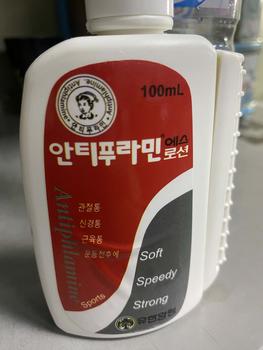 Antiphlamine. Antiphlamine
안티푸라민
100mL
안티푸라민® 에스
로션
Antiphlamine
관절통
신경통
근육통
운동전후에
Sports
Soft
Speedy
Strong
유한양행